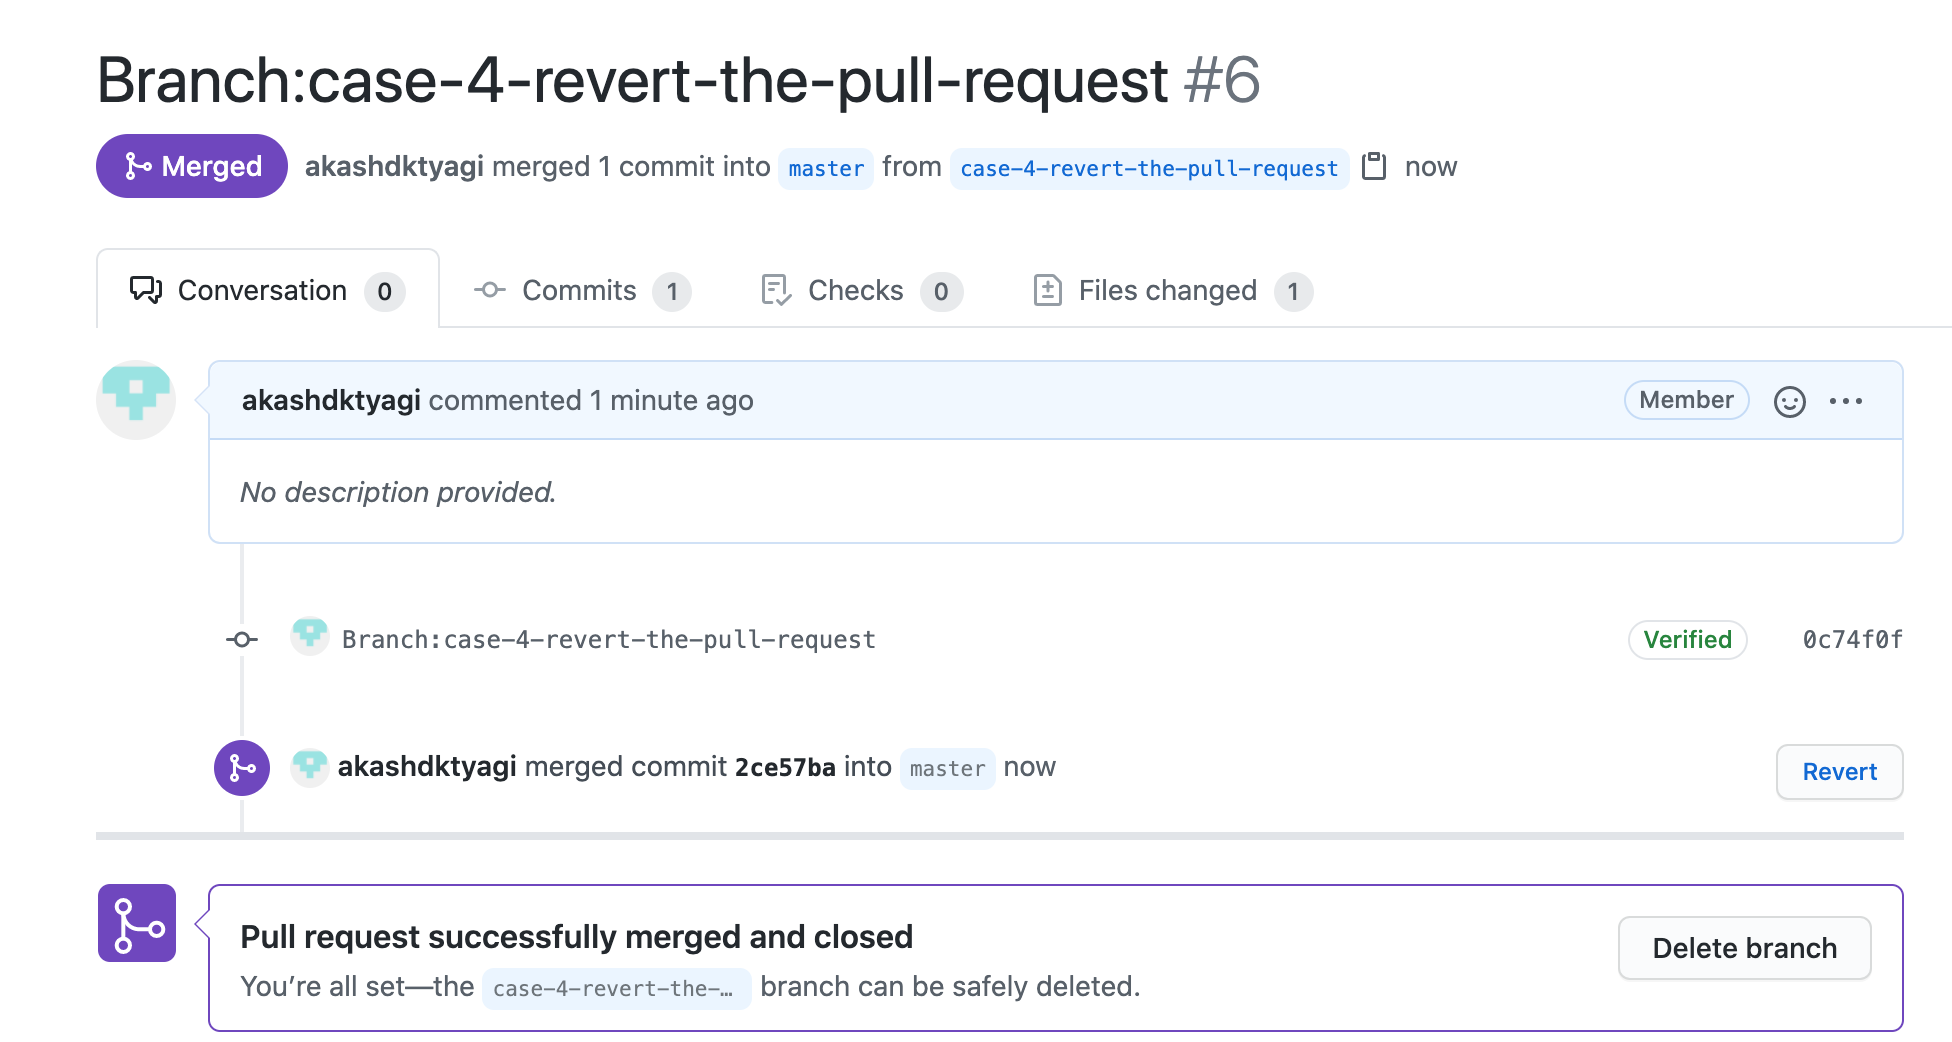 Branch:case-4-revert-the-pull-request #6
Merged akashdktyagi merged 1 commit into master from case-4-revert-the-pull-request now
Conversation 0 Commits 1 Checks 0 Files changed 1
akashdktyagi commented 1 minute ago Member
No description provided.
Branch:case-4-revert-the-pull-request Verified 0c74f0f
akashdktyagi merged commit 2ce57ba into master now Revert
Pull request successfully merged and closed
Delete branch
You’re all set—the case-4-revert-the-… branch can be safely deleted.